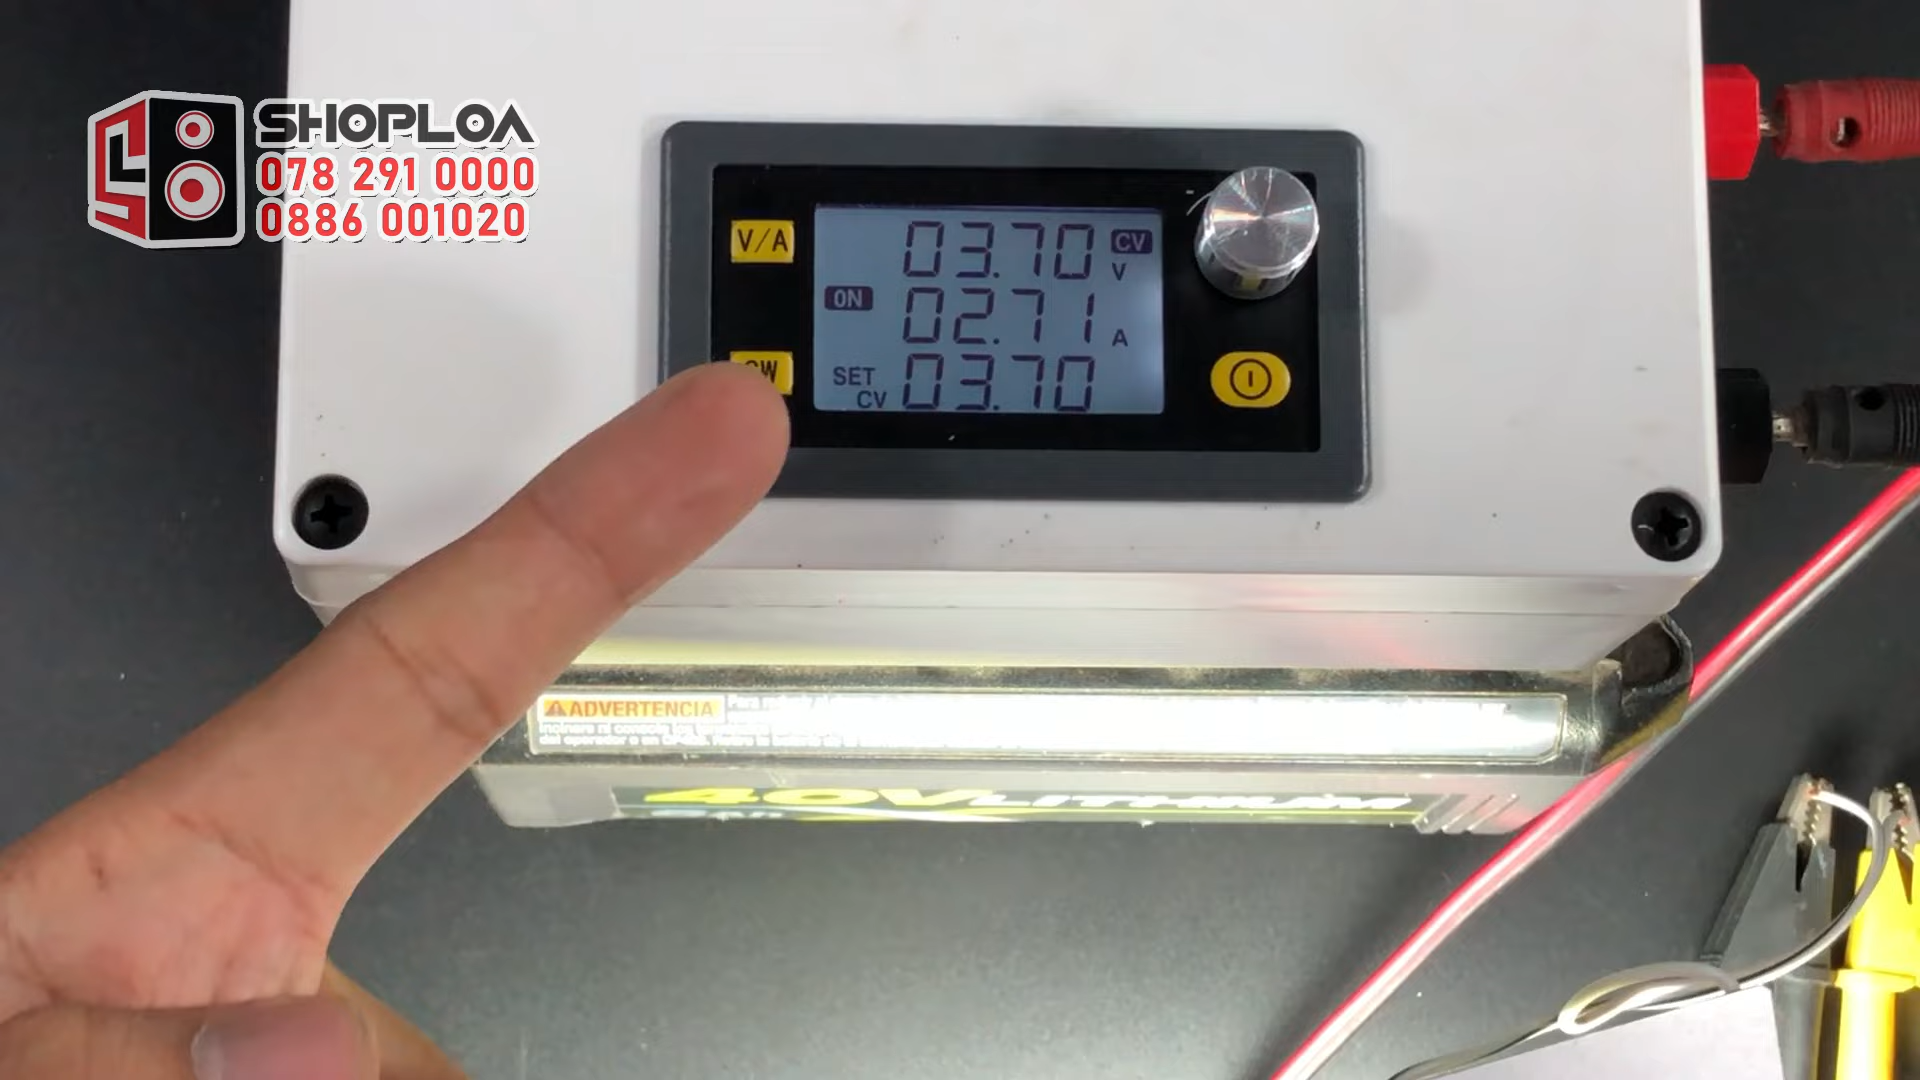 SHOPLOA
078 291 0000
0886 001020
V/A
03.70 CV
V
ON
02.71 A
SW
SET
CV 03.70
ADVERTENCIA
40V LITHIUM